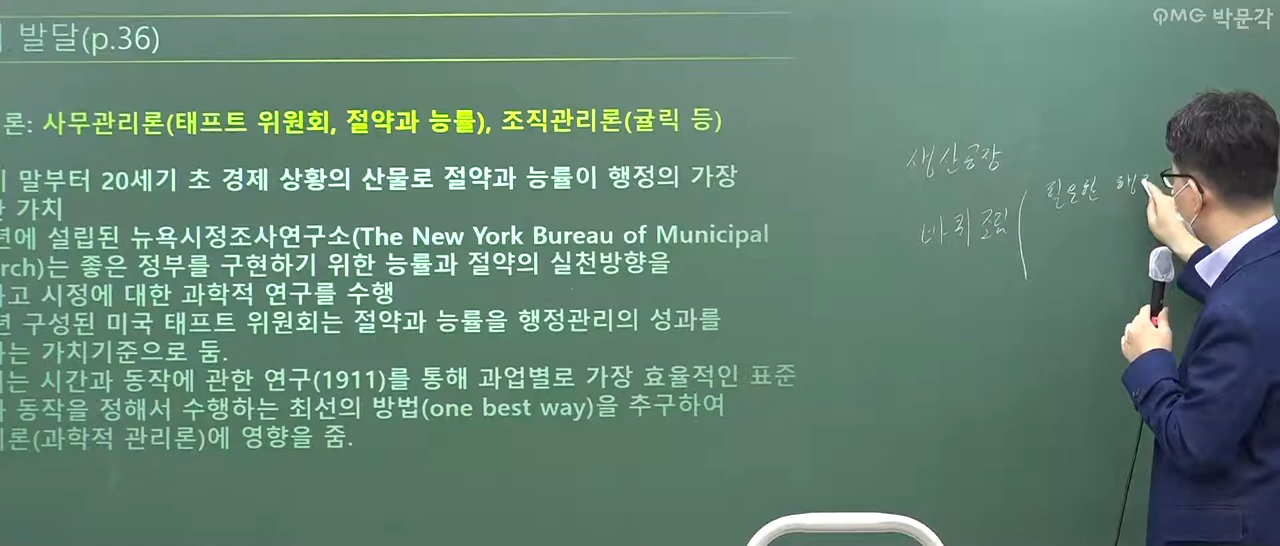 PMG 박문각
발달(p.36)
론: 사무관리론(태프트 위원회, 절약과 능률), 조직관리론(귤릭 등)
말부터 20세기 초 경제 상황의 산물로 절약과 능률이 행정의 가장
가치
년에 설립된 뉴욕시정조사연구소(The New York Bureau of Municipal
rch)는 좋은 정부를 구현하기 위한 능률과 절약의 실천방향을
하고 시정에 대한 과학적 연구를 수행
년 구성된 미국 태프트 위원회는 절약과 능률을 행정관리의 성과를
하는 가치기준으로 둠.
는 시간과 동작에 관한 연구(1911)를 통해 과업별로 가장 효율적인 표준
동작을 정해서 수행하는 최선의 방법(one best way)을 추구하여
론(과학적 관리론)에 영향을 줌.
생산공장
바퀴 조립
필요한